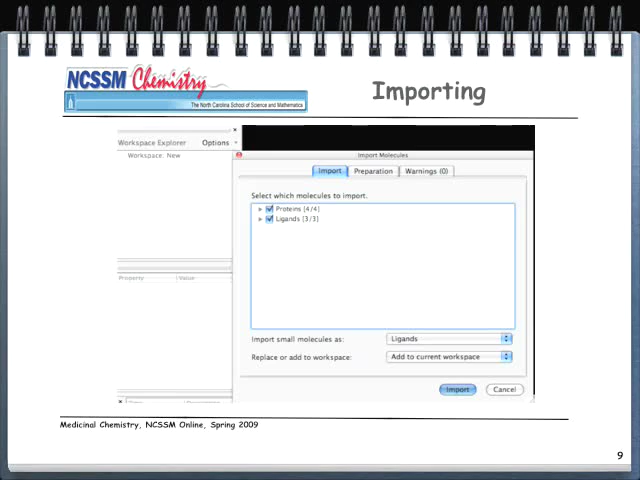 NCSSM Chemistry
The North Carolina School of Science and Mathematics
Importing
Workspace Explorer Options
Workspace: New
Import Molecules
Import Preparation Warnings (0)
Select which molecules to import.
Proteins [4/4]
Ligands [3/3]
Property Value
Import small molecules as: Ligands
Replace or add to workspace: Add to current workspace
Import Cancel
Medicinal Chemistry, NCSSM Online, Spring 2009
9